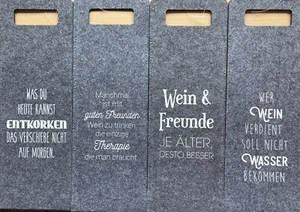 WAS DU
HEUTE KANNST
ENTKORKEN
DAS VERSCHIEBE NICHT
AUF MORGEN.
Manchmal
ist mit
guten Freunden
Wein zu trinken
die einzige
Therapie
die man braucht
Wein &
Freunde
JE ÄLTER,
DESTO BESSER
WER
WEIN
VERDIENT
SOLL NICHT
WASSER
BEKOMMEN